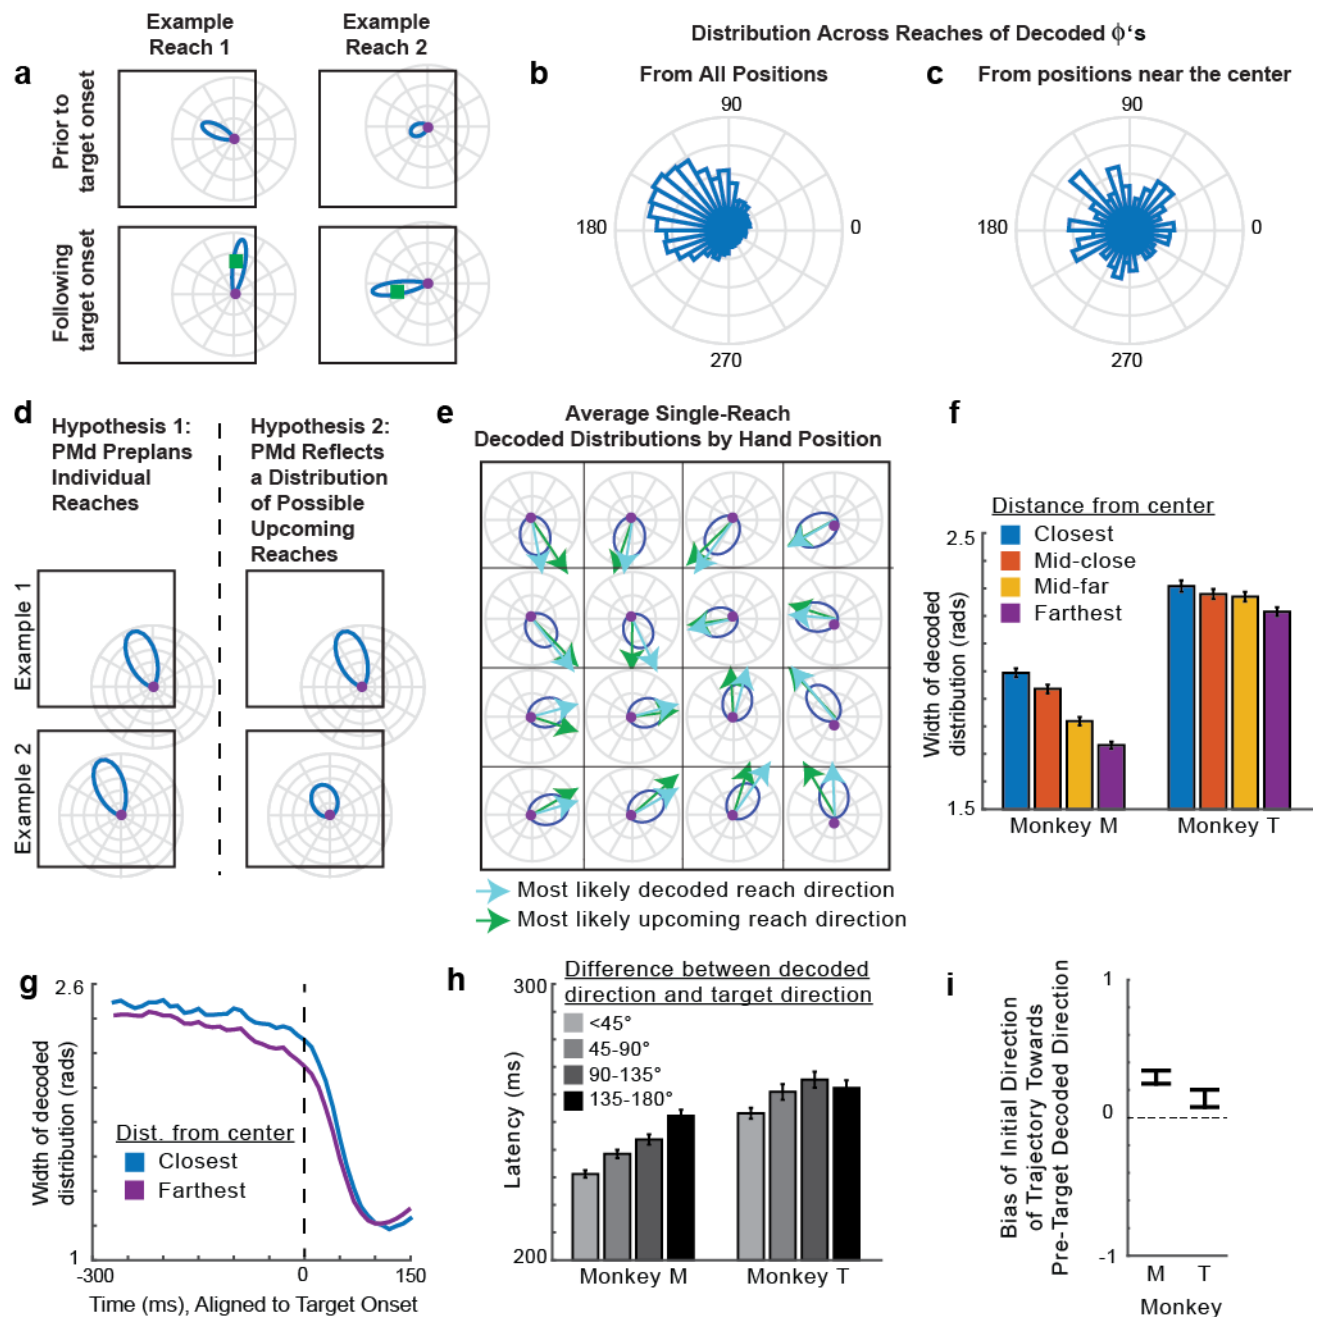 Example
Reach 1
Example
Reach 2
Distribution Across Reaches of Decoded ϕ‘s
a
Prior to
target onset
Following
target onset
b
From All Positions
90
180
0
270
c
From positions near the center
90
180
0
270
d
Hypothesis 1:
PMd Preplans
Individual
Reaches
Hypothesis 2:
PMd Reflects
a Distribution
of Possible
Upcoming
Reaches
Example 1
Example 2
e
Average Single-Reach
Decoded Distributions by Hand Position
Most likely decoded reach direction
Most likely upcoming reach direction
f
Distance from center
Closest
Mid-close
Mid-far
Farthest
2.5
1.5
Width of decoded
distribution (rads)
Monkey M
Monkey T
g
2.6
1
Width of decoded
distribution (rads)
Dist. from center
Closest
Farthest
-300
0
150
Time (ms), Aligned to Target Onset
h
Difference between decoded
direction and target direction
<45°
45-90°
90-135°
135-180°
300
200
Latency (ms)
Monkey M
Monkey T
i
Bias of Initial Direction
of Trajectory Towards
Pre-Target Decoded Direction
1
0
-1
M
T
Monkey